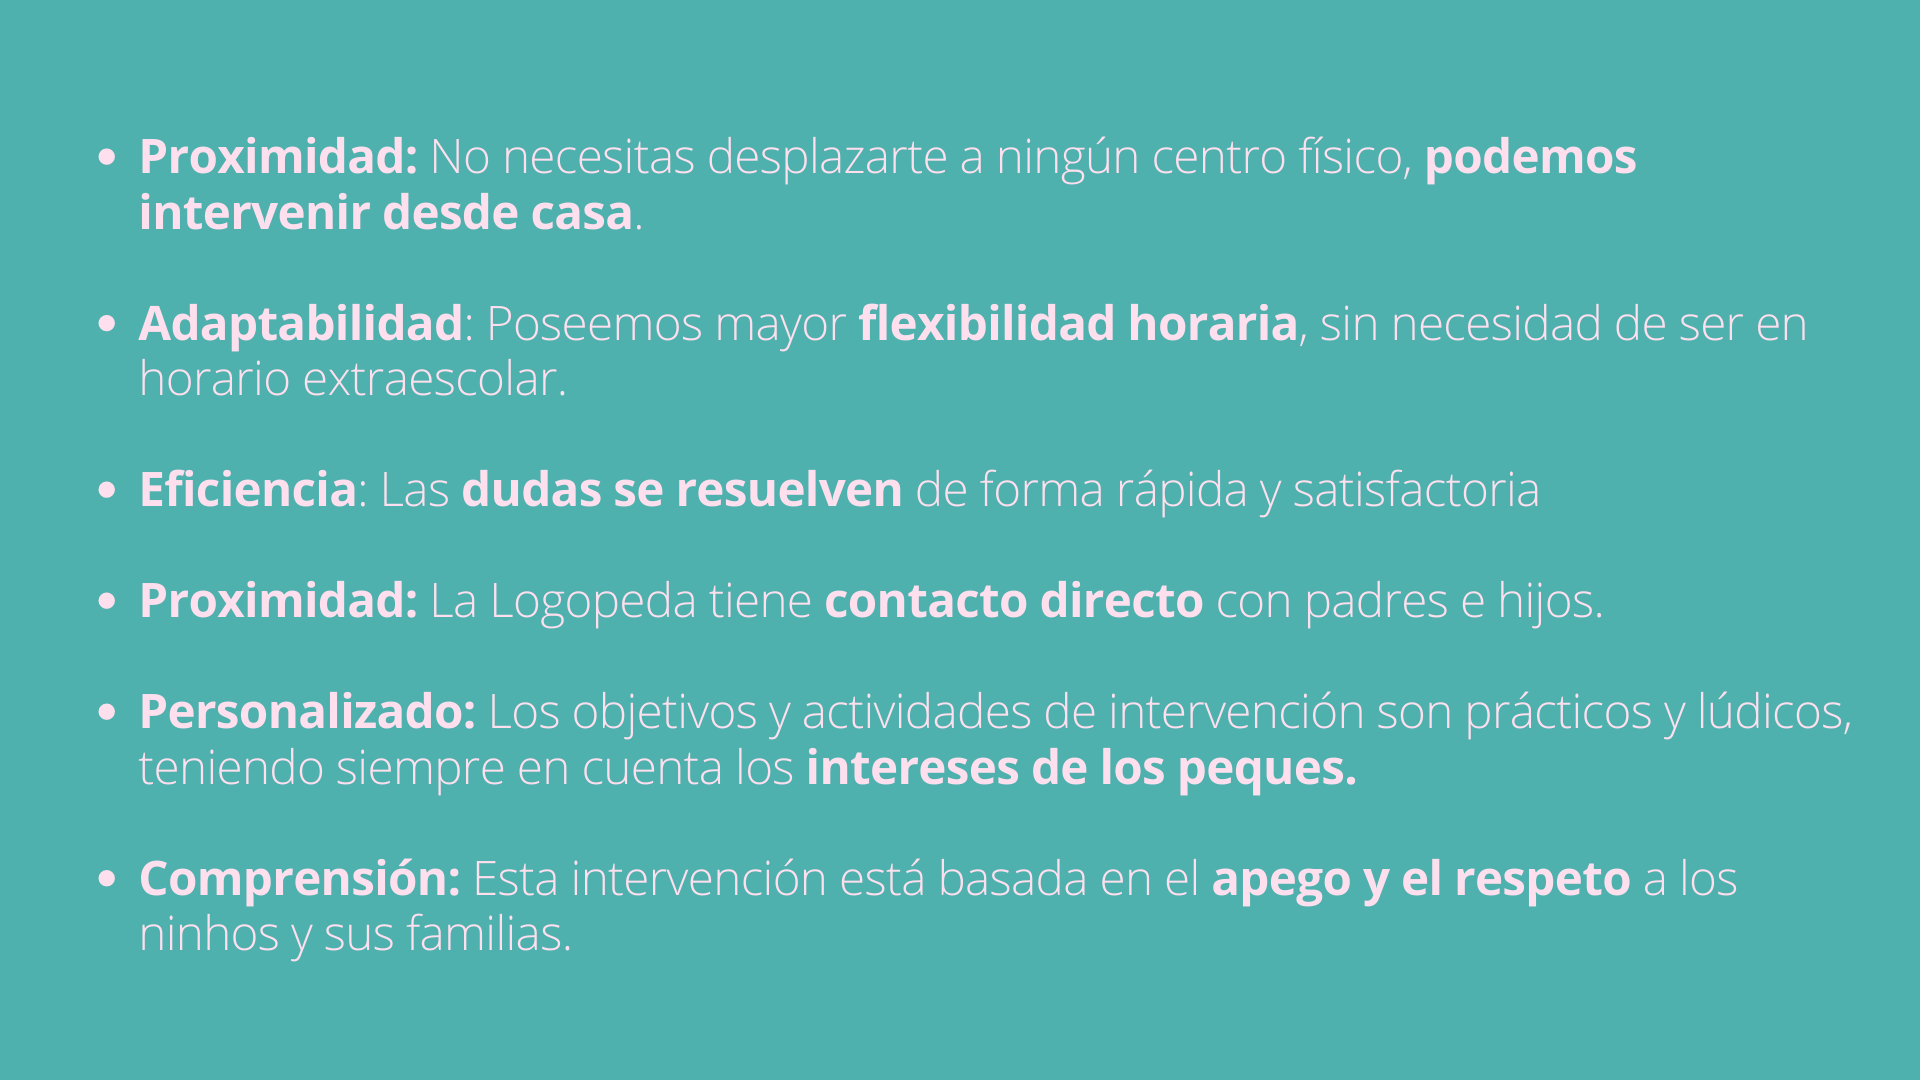 • Proximidad: No necesitas desplazarte a ningún centro físico, podemos
intervenir desde casa.
• Adaptabilidad: Poseemos mayor flexibilidad horaria, sin necesidad de ser en
horario extraescolar.
• Eficiencia: Las dudas se resuelven de forma rápida y satisfactoria
• Proximidad: La Logopeda tiene contacto directo con padres e hijos.
• Personalizado: Los objetivos y actividades de intervención son prácticos y lúdicos,
teniendo siempre en cuenta los intereses de los peques.
• Comprensión: Esta intervención está basada en el apego y el respeto a los
ninhos y sus familias.